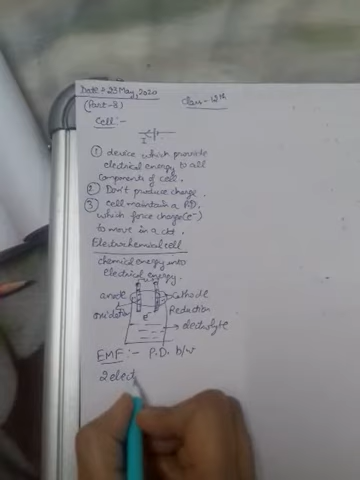 Date = 23 May, 2020
(Part-3)
Class-12th
Cell:-
I
① device which provide
electrical energy to all
components of cell.
② Don't produce charge.
③ cell maintain a P.D.
which force charge(e-)
to move in a ckt.
Electrochemical cell
chemical energy into
electrical energy.
anode
cathode
oxidation
Reduction
electrolyte
EMF:- P.D. b/w
2 elect